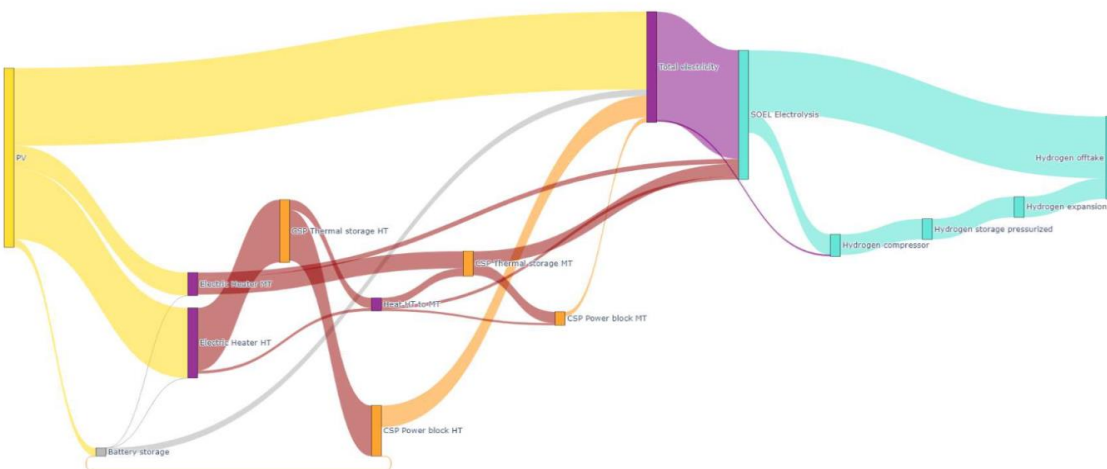 Total electricity
SOEL Electrolysis
PV
Hydrogen offtake
Hydrogen expansion
CSP Thermal storage HT
Hydrogen storage pressurized
Hydrogen compressor
CSP Thermal storage MT
Electric Heater MT
Heat HT to MT
CSP Power block MT
Electric Heater HT
CSP Power block HT
Battery storage